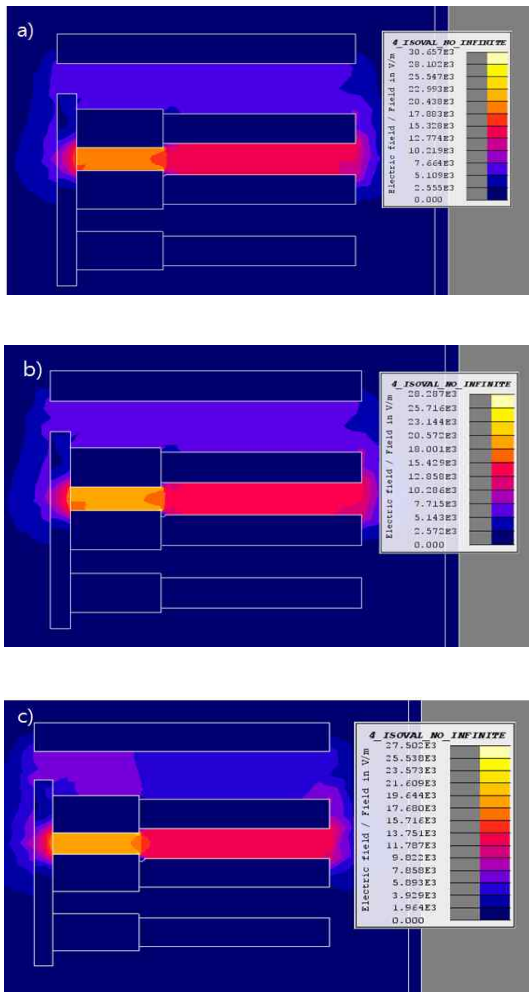 a)
4_ISOVAL_NO_INFINITE
Electric field / Field in V/m
30.657E3
28.102E3
25.547E3
22.993E3
20.438E3
17.883E3
15.328E3
12.774E3
10.219E3
7.664E3
5.109E3
2.555E3
0.000
b)
4_ISOVAL_NO_INFINITE
Electric field / Field in V/m
28.287E3
25.716E3
23.144E3
20.572E3
18.001E3
15.429E3
12.858E3
10.286E3
7.715E3
5.143E3
2.572E3
0.000
c)
4_ISOVAL_NO_INFINITE
Electric field / Field in V/m
27.502E3
25.538E3
23.573E3
21.609E3
19.644E3
17.680E3
15.716E3
13.751E3
11.787E3
9.822E3
7.858E3
5.893E3
3.929E3
1.964E3
0.000